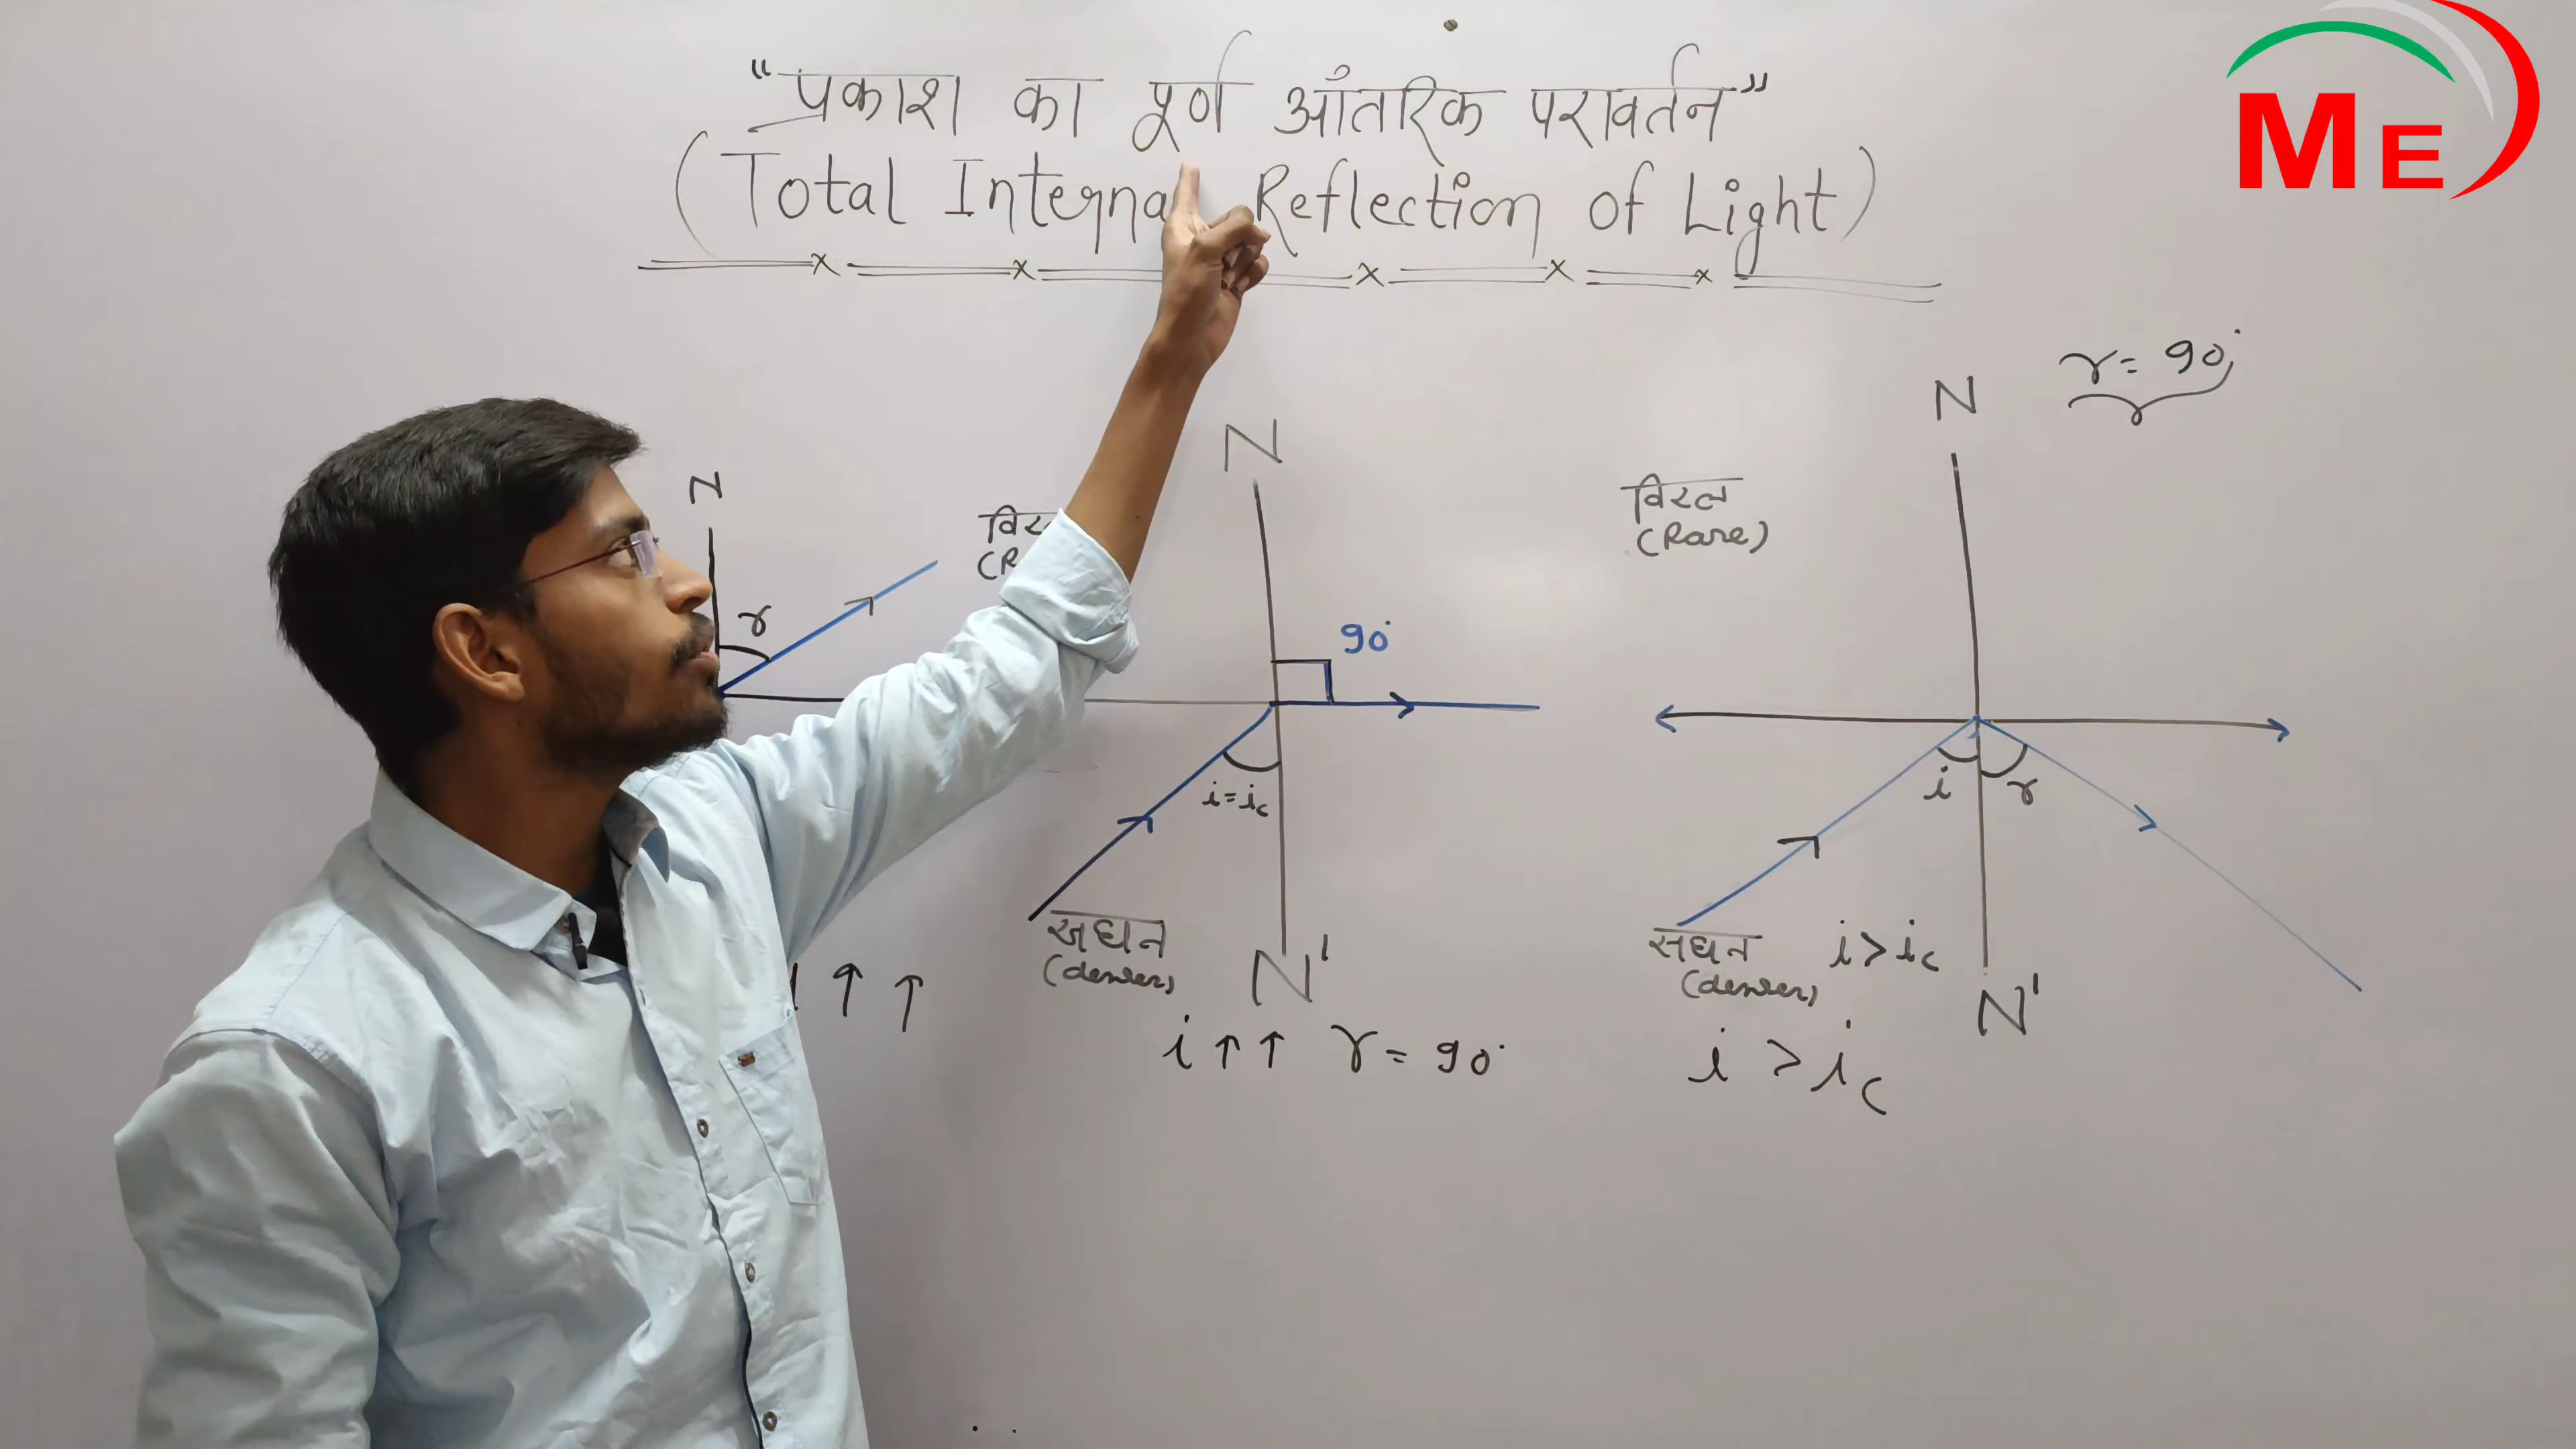 "प्रकाश का पूर्ण आंतरिक परावर्तन"
(Total Internal Reflection of Light)
ME
r = 90°
N
N
N
विरल
(Rare)
r
90°
i = ic
i
r
सघन
(denser)
N'
सघन
(denser)
i > ic
N'
↑ ↑
i ↑ ↑ r = 90°
i > ic